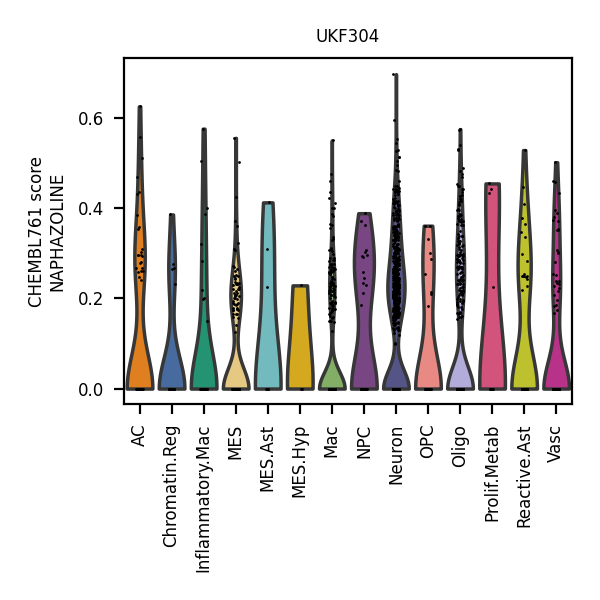 UKF304
CHEMBL761 score
NAPHAZOLINE
0.6
0.4
0.2
0.0
AC
Chromatin.Reg
Inflammatory.Mac
MES
MES.Ast
MES.Hyp
Mac
NPC
Neuron
OPC
Oligo
Prolif.Metab
Reactive.Ast
Vasc